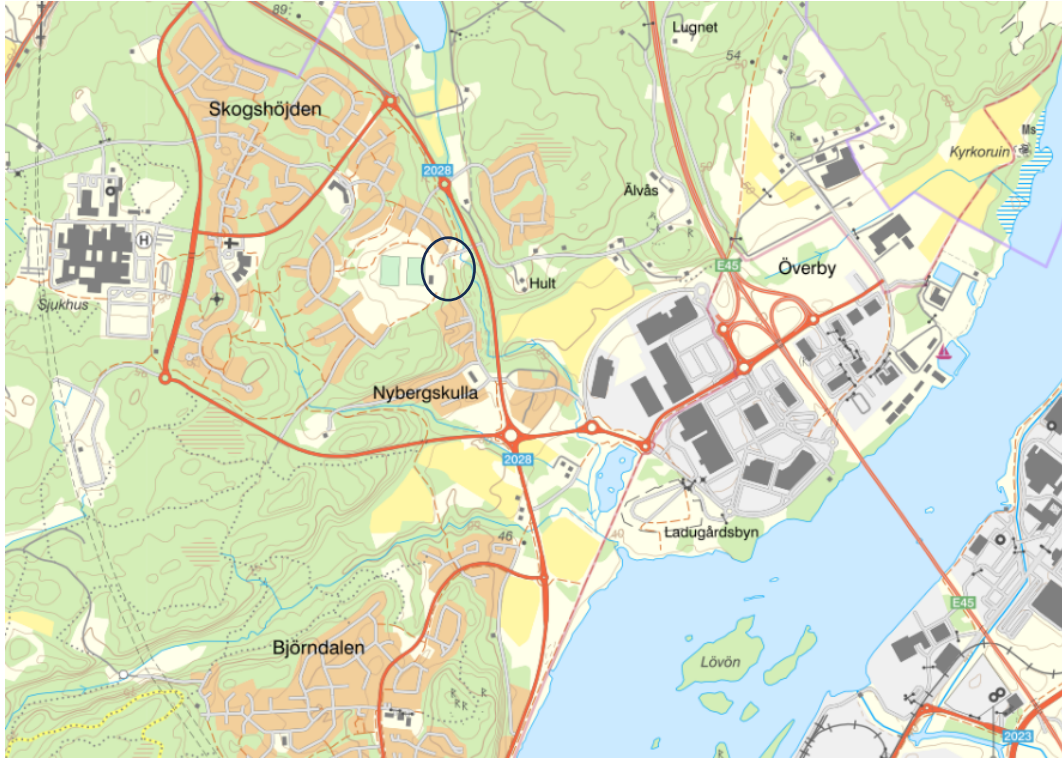 89
Lugnet
54
Skogshöjden
Ms
Kyrkoruin
2028
Älvås
E45
Överby
Hult
H
Sjukhus
Nybergskulla
2028
46
Ladugårdsbyn
40
E45
Björndalen
Lövön
2023